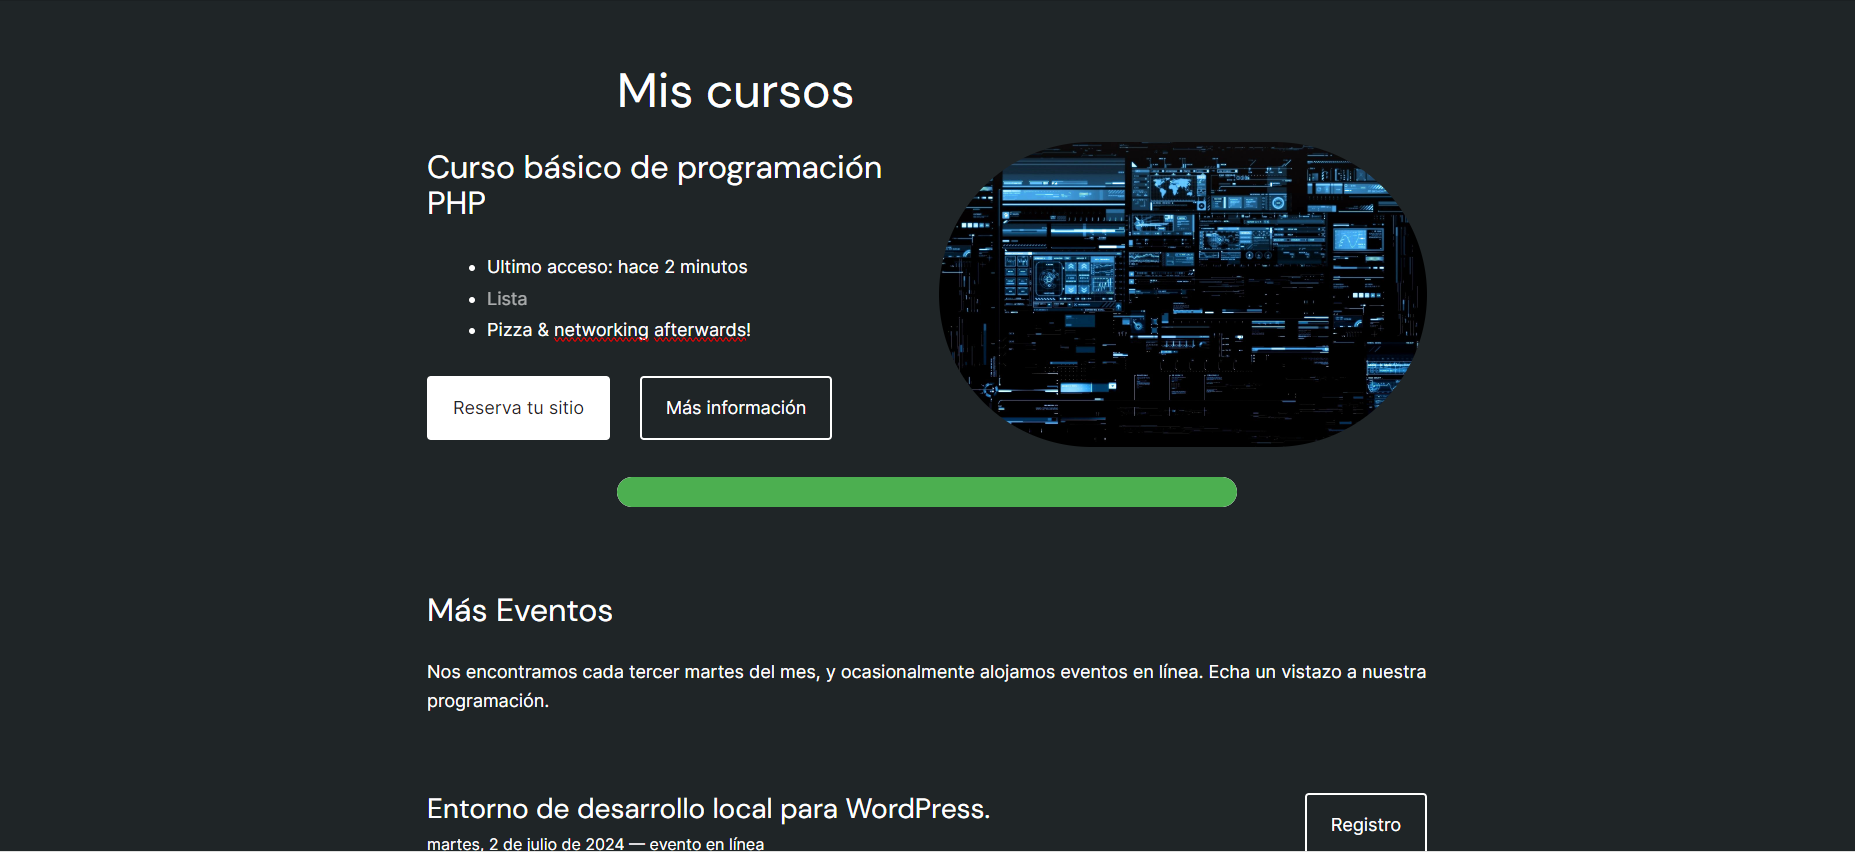 Mis cursos
Curso básico de programación
PHP
Ultimo acceso: hace 2 minutos
Lista
Pizza & networking afterwards!
Reserva tu sitio
Más información
Más Eventos
Nos encontramos cada tercer martes del mes, y ocasionalmente alojamos eventos en línea. Echa un vistazo a nuestra
programación.
Entorno de desarrollo local para WordPress.
Registro
martes, 2 de julio de 2024 — evento en línea